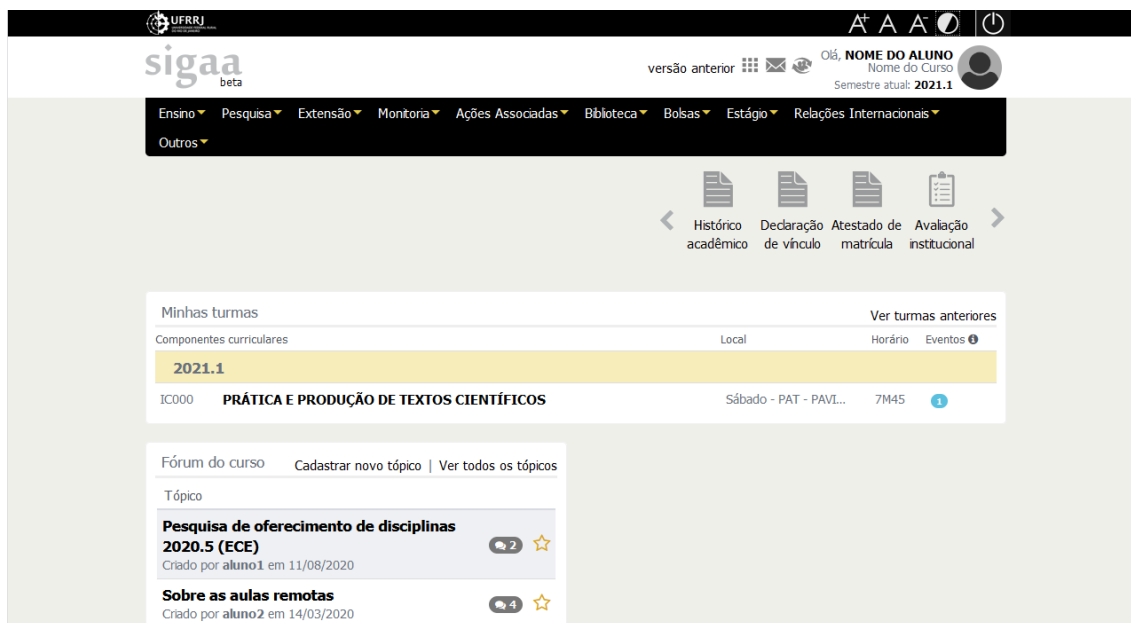 UFRRJ
A+ A A-
sigaa
beta
versão anterior
Olá, NOME DO ALUNO
Nome do Curso
Semestre atual: 2021.1
Ensino Pesquisa Extensão Monitoria Ações Associadas Biblioteca Bolsas Estágio Relações Internacionais
Outros
Histórico acadêmico
Declaração de vínculo
Atestado de matrícula
Avaliação institucional
Minhas turmas
Ver turmas anteriores
Componentes curriculares Local Horário Eventos
2021.1
IC000 PRÁTICA E PRODUÇÃO DE TEXTOS CIENTÍFICOS Sábado - PAT - PAVI... 7M45 1
Fórum do curso Cadastrar novo tópico | Ver todos os tópicos
Tópico
Pesquisa de oferecimento de disciplinas
2020.5 (ECE)
2
Criado por aluno1 em 11/08/2020
Sobre as aulas remotas
4
Criado por aluno2 em 14/03/2020